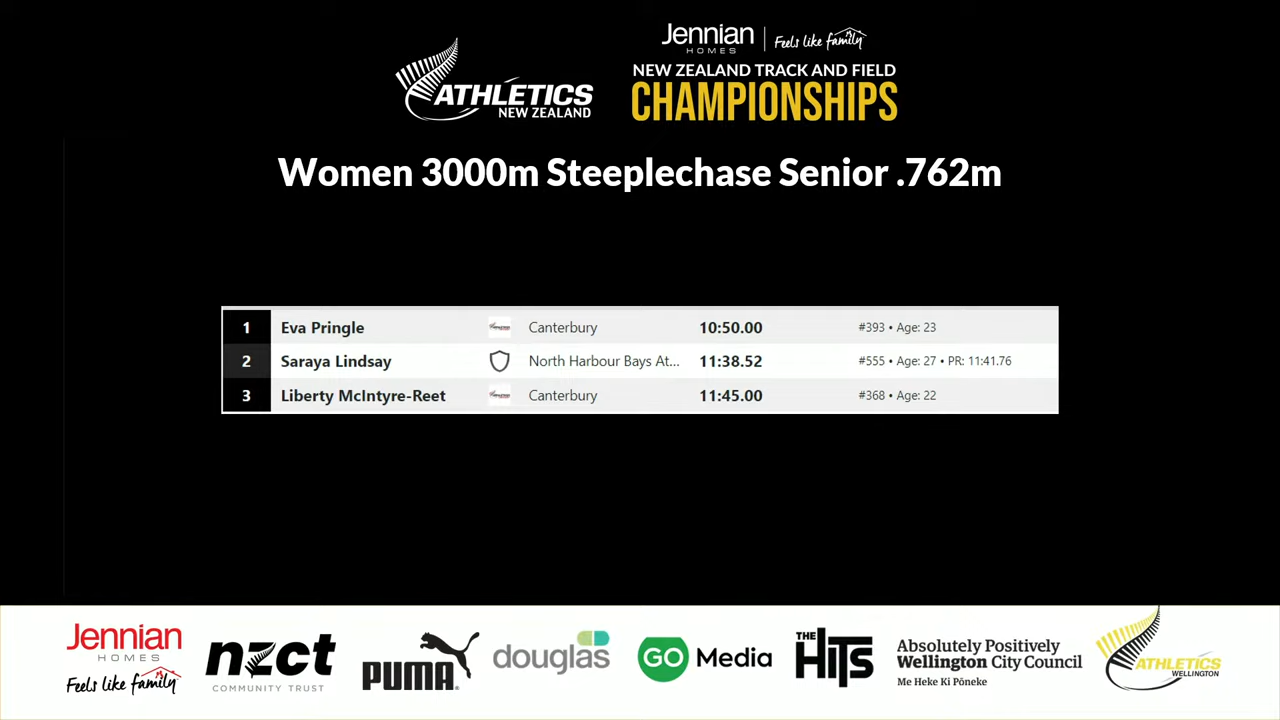 Jennian HOMES Feels like family
ATHLETICS NEW ZEALAND
NEW ZEALAND TRACK AND FIELD
CHAMPIONSHIPS
Women 3000m Steeplechase Senior .762m
1 Eva Pringle Canterbury 10:50.00 #393 • Age: 23
2 Saraya Lindsay North Harbour Bays At... 11:38.52 #555 • Age: 27 • PR: 11:41.76
3 Liberty McIntyre-Reet Canterbury 11:45.00 #368 • Age: 22
Jennian
HOMES
Feels like family
nzct
COMMUNITY TRUST
PUMA
douglas
GO Media
THE HITS
Absolutely Positively
Wellington City Council
Me Heke Ki Pōneke
ATHLETICS
WELLINGTON